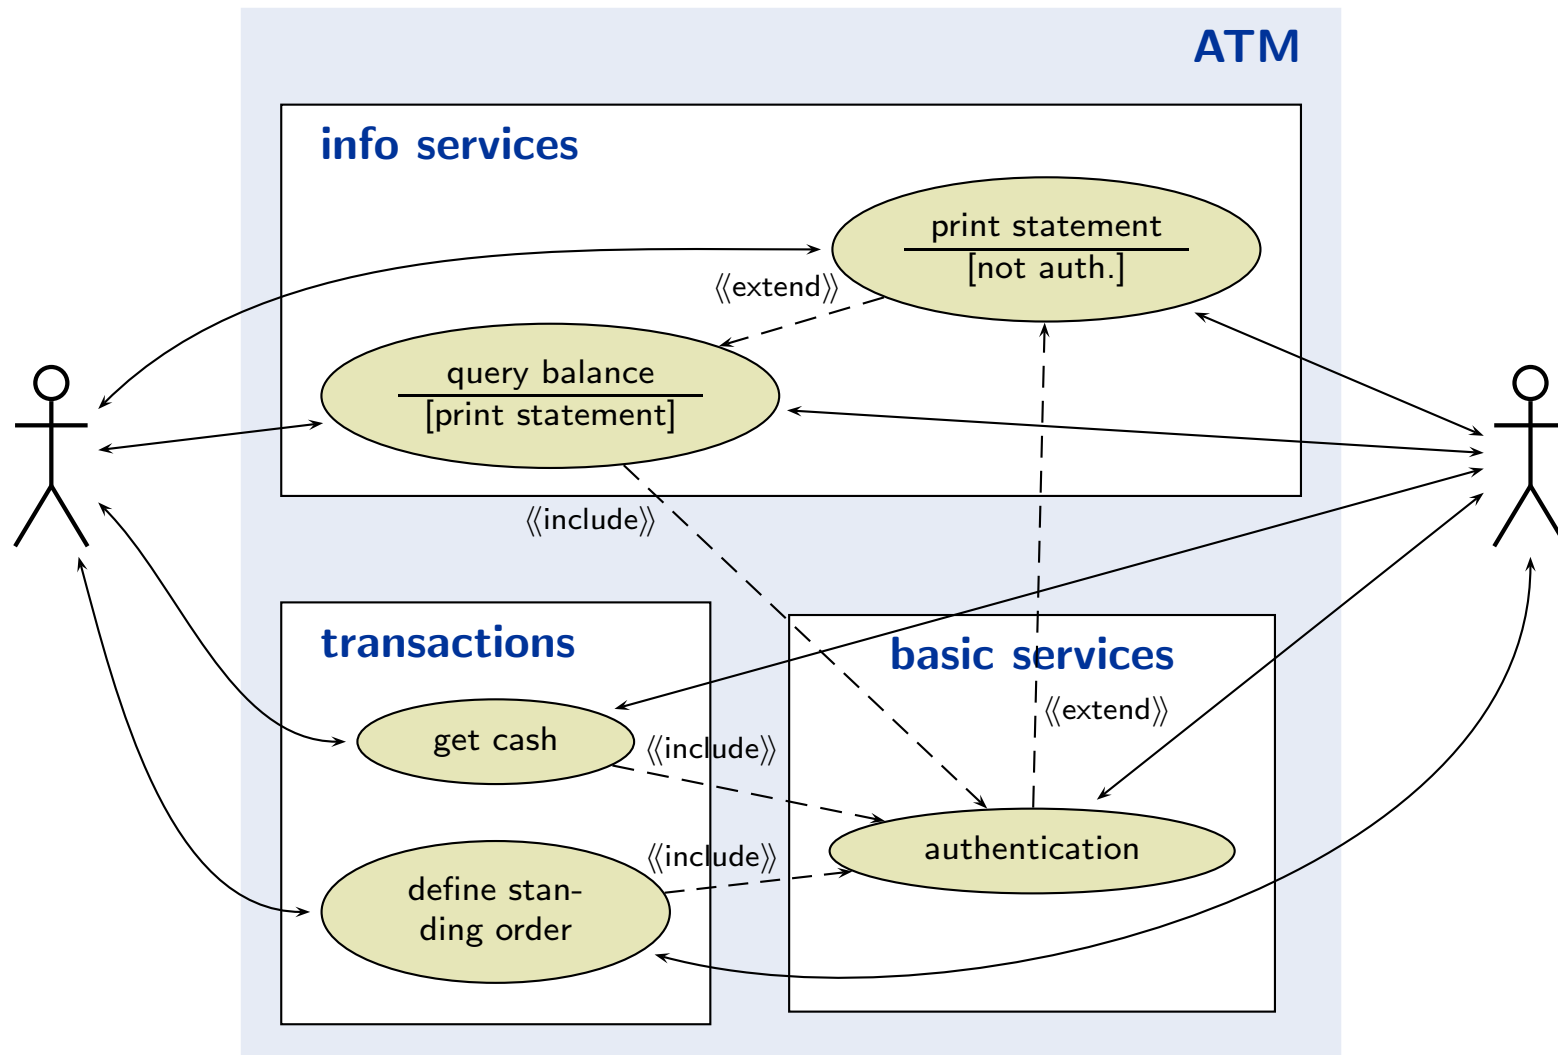 ATM
info services
print statement
[not auth.]
⟪extend⟫
query balance
[print statement]
⟪include⟫
transactions
basic services
⟪extend⟫
get cash
⟪include⟫
authentication
⟪include⟫
define stan-
ding order